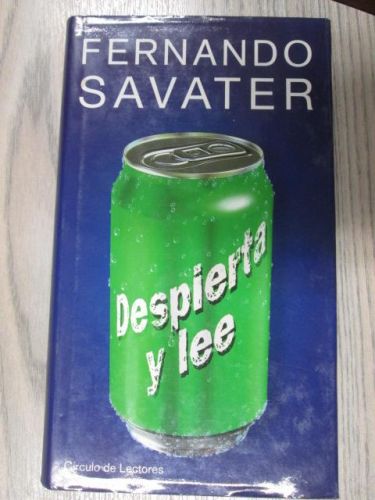 FERNANDO
SAVATER
Despierta
y lee
Círculo de Lectores